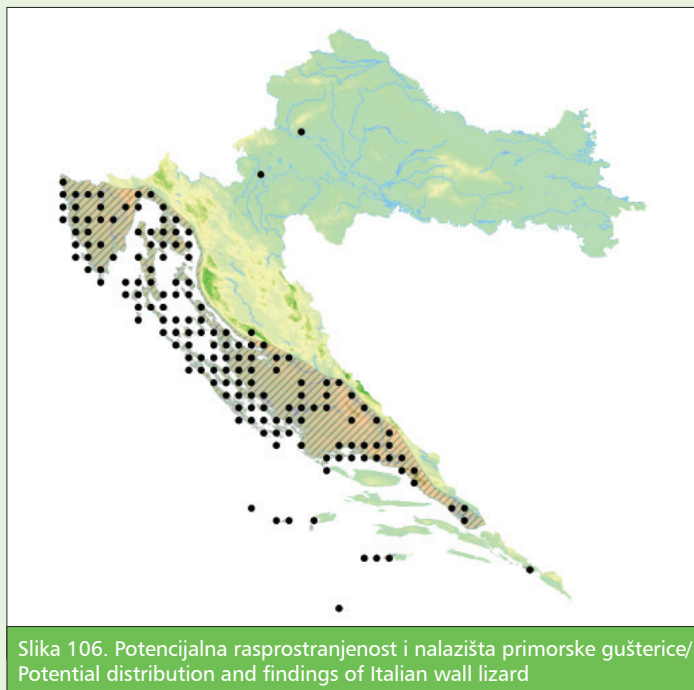 Slika 106. Potencijalna rasprostranjenost i nalazišta primorske gušterice/
Potential distribution and findings of Italian wall lizard